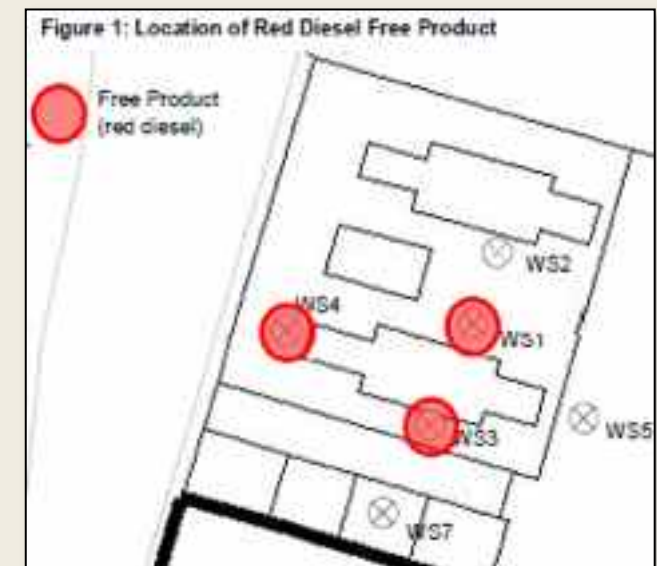 Figure 1: Location of Red Diesel Free Product
Free Product
(red diesel)
WS2
WS4
WS1
WS3
WS5
WS7